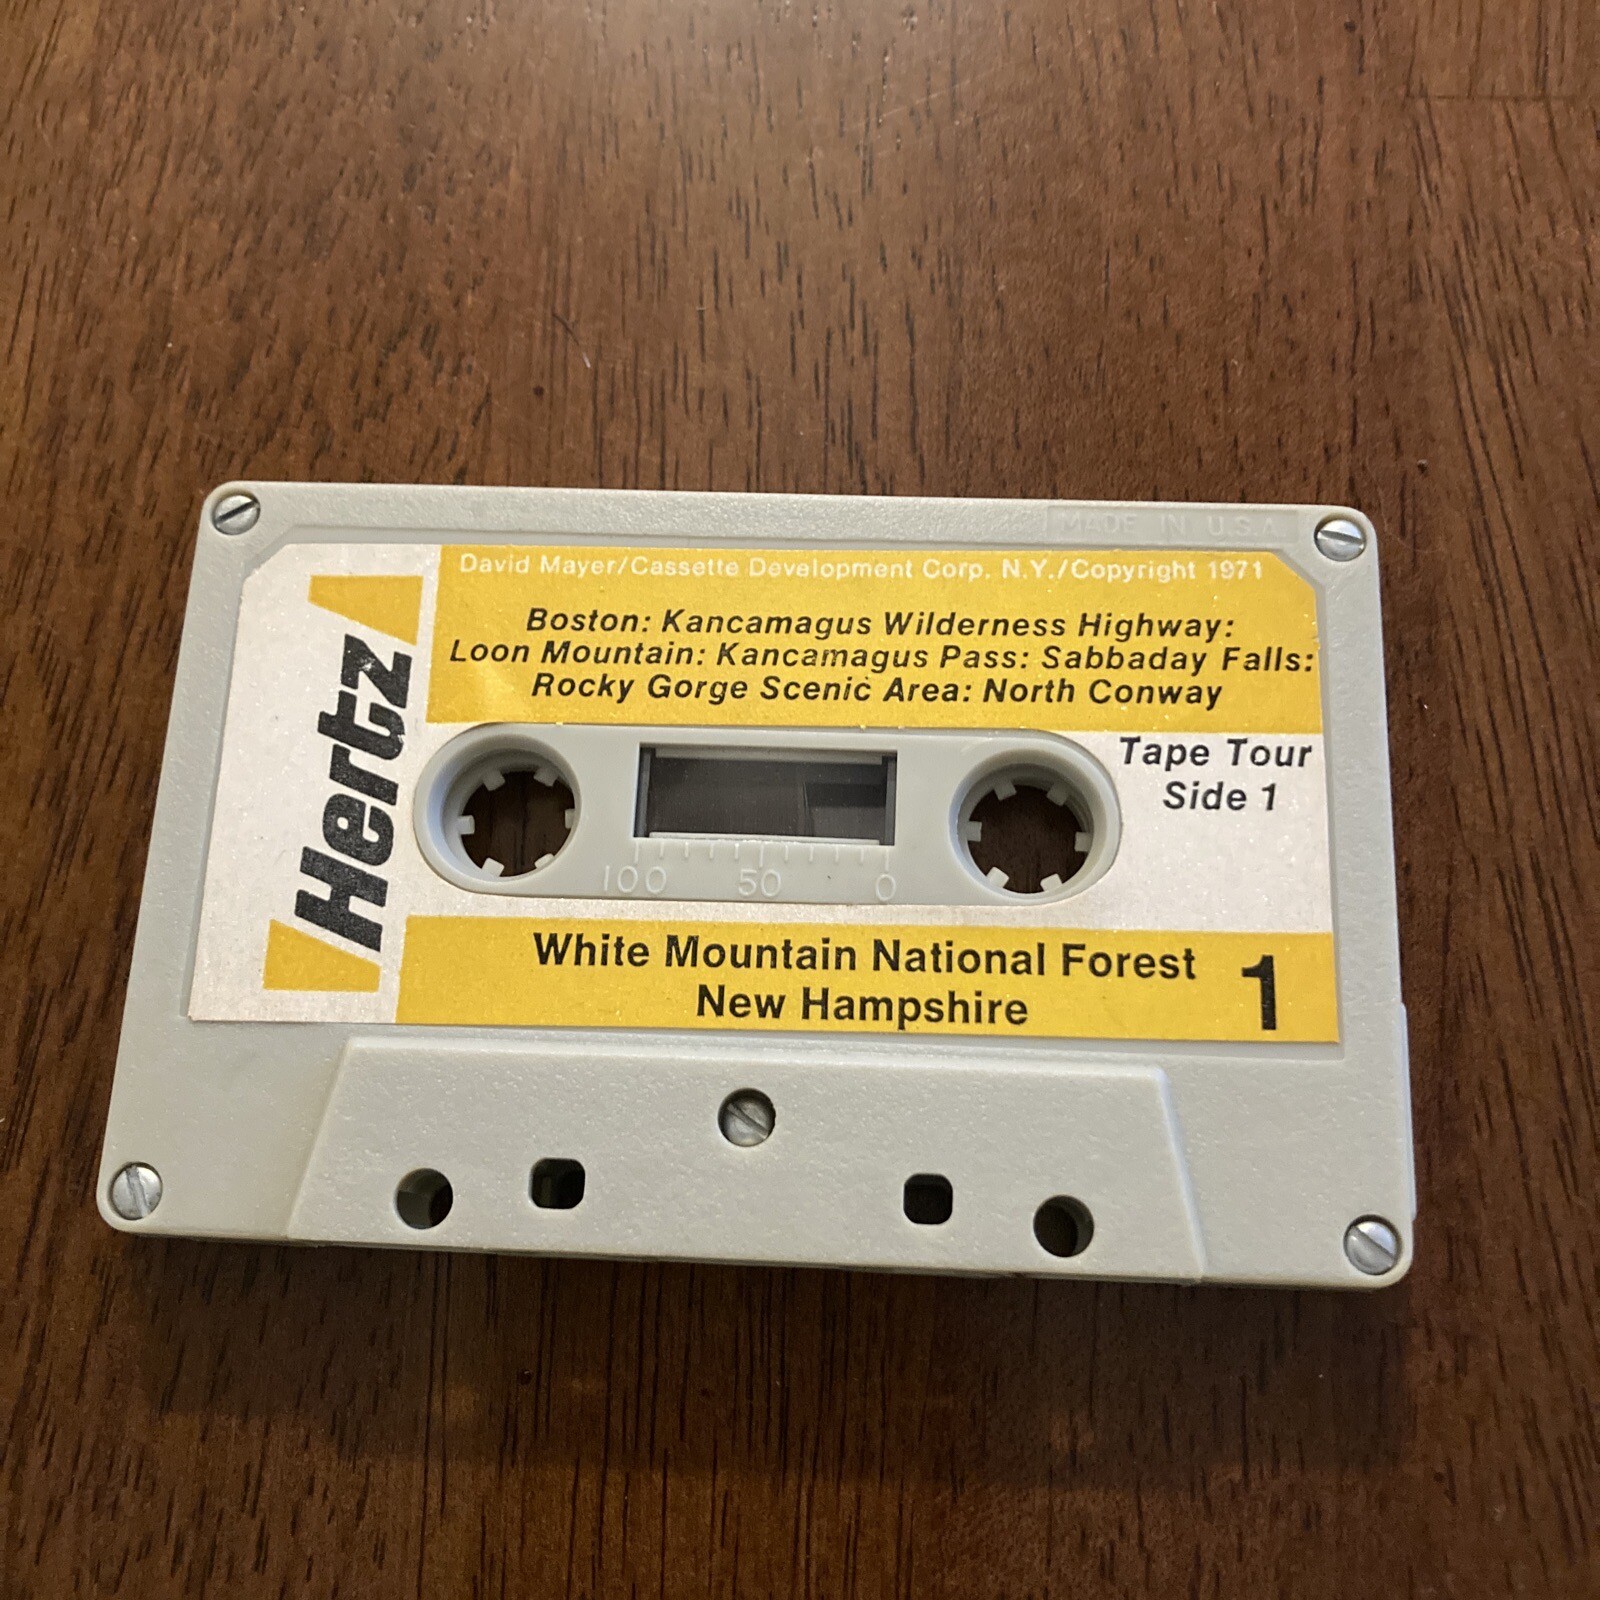 MADE IN U.S.A.
David Mayer/Cassette Development Corp. N.Y./Copyright 1971
Boston: Kancamagus Wilderness Highway:
Loon Mountain: Kancamagus Pass: Sabbaday Falls:
Rocky Gorge Scenic Area: North Conway
Hertz
Tape Tour
Side 1
100 50 0
White Mountain National Forest
New Hampshire
1